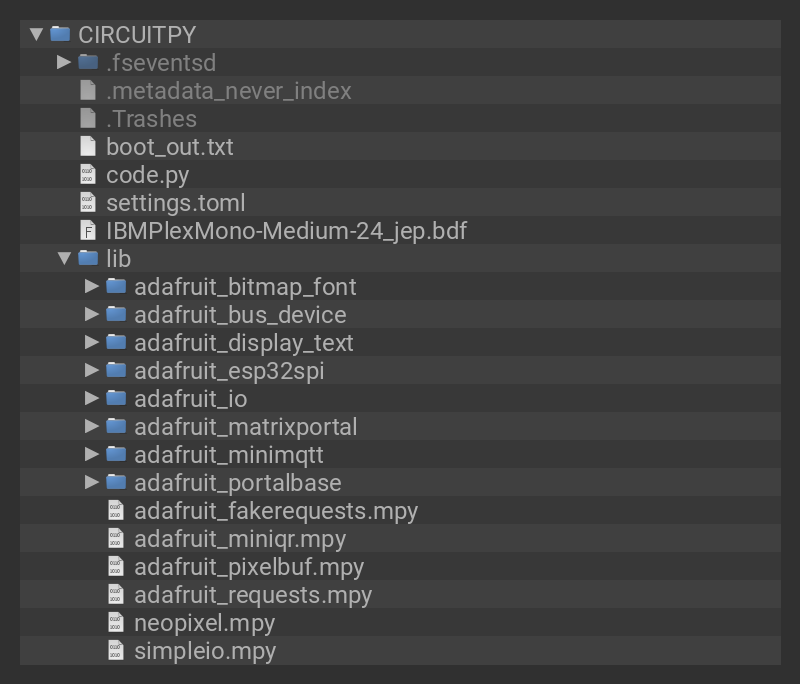 CIRCUITPY
.fseventsd
.metadata_never_index
.Trashes
boot_out.txt
code.py
settings.toml
IBMPlexMono-Medium-24_jep.bdf
lib
adafruit_bitmap_font
adafruit_bus_device
adafruit_display_text
adafruit_esp32spi
adafruit_io
adafruit_matrixportal
adafruit_minimqtt
adafruit_portalbase
adafruit_fakerequests.mpy
adafruit_miniqr.mpy
adafruit_pixelbuf.mpy
adafruit_requests.mpy
neopixel.mpy
simpleio.mpy